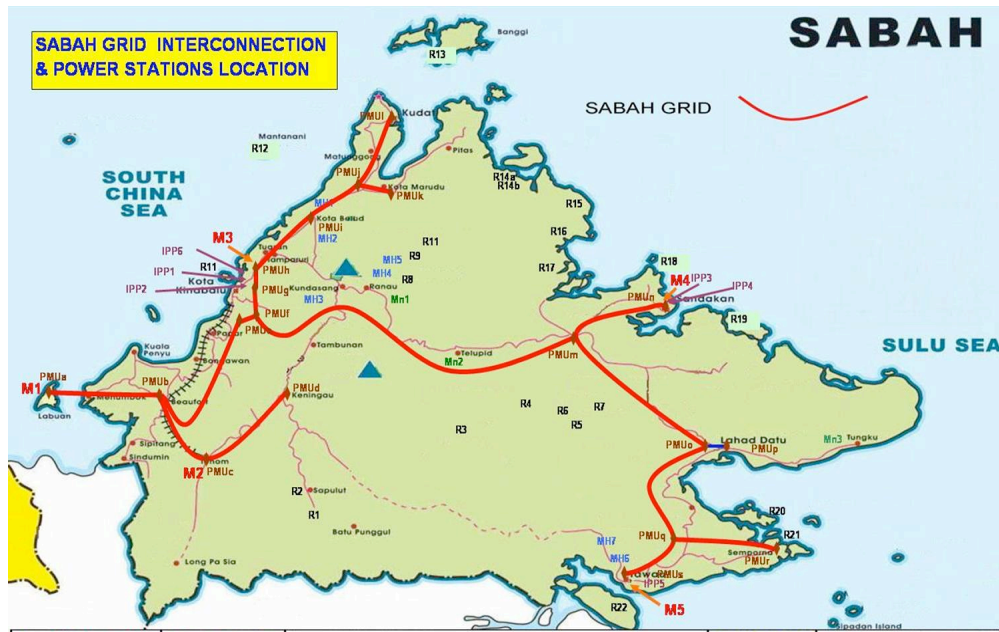 SABAH GRID INTERCONNECTION
& POWER STATIONS LOCATION
SABAH
SABAH GRID
Banggi
R13
Mantanani
R12
PMUl
Kudat
Matunggong
Pitas
PMUj
Kota Marudu
PMUk
R14a
R14b
R15
R16
R17
SOUTH
CHINA
SEA
MH1
Kota Belud
PMUi
MH2
M3
IPP6
IPP1
IPP2
R11
Tuaran
Tamparuli
PMUh
Kota
Kinabalu
PMUg
PMUf
Kundasang
MH3
Ranau
MH5
MH4
R11
R9
R8
Mn1
R18
M4
IPP3
IPP4
PMUn
Sandakan
R19
SULU SEA
Papar
Kuala
Penyu
Bongawan
Tambunan
Telupid
Mn2
PMUm
PMUa
M1
Labuan
Menumbok
PMUb
Beaufort
PMUd
Keningau
R4
R6
R7
R5
R3
Sipitang
Sindumin
M2
PMUc
PMUo
Lahad Datu
PMUp
Mn3
Tungku
R2
Sapulut
R1
Batu Punggul
Long Pa Sia
R20
R21
PMUq
Semporna
PMUr
MH7
MH6
Tawau
PMUs
IPP5
R22
M5
Sipadan Island